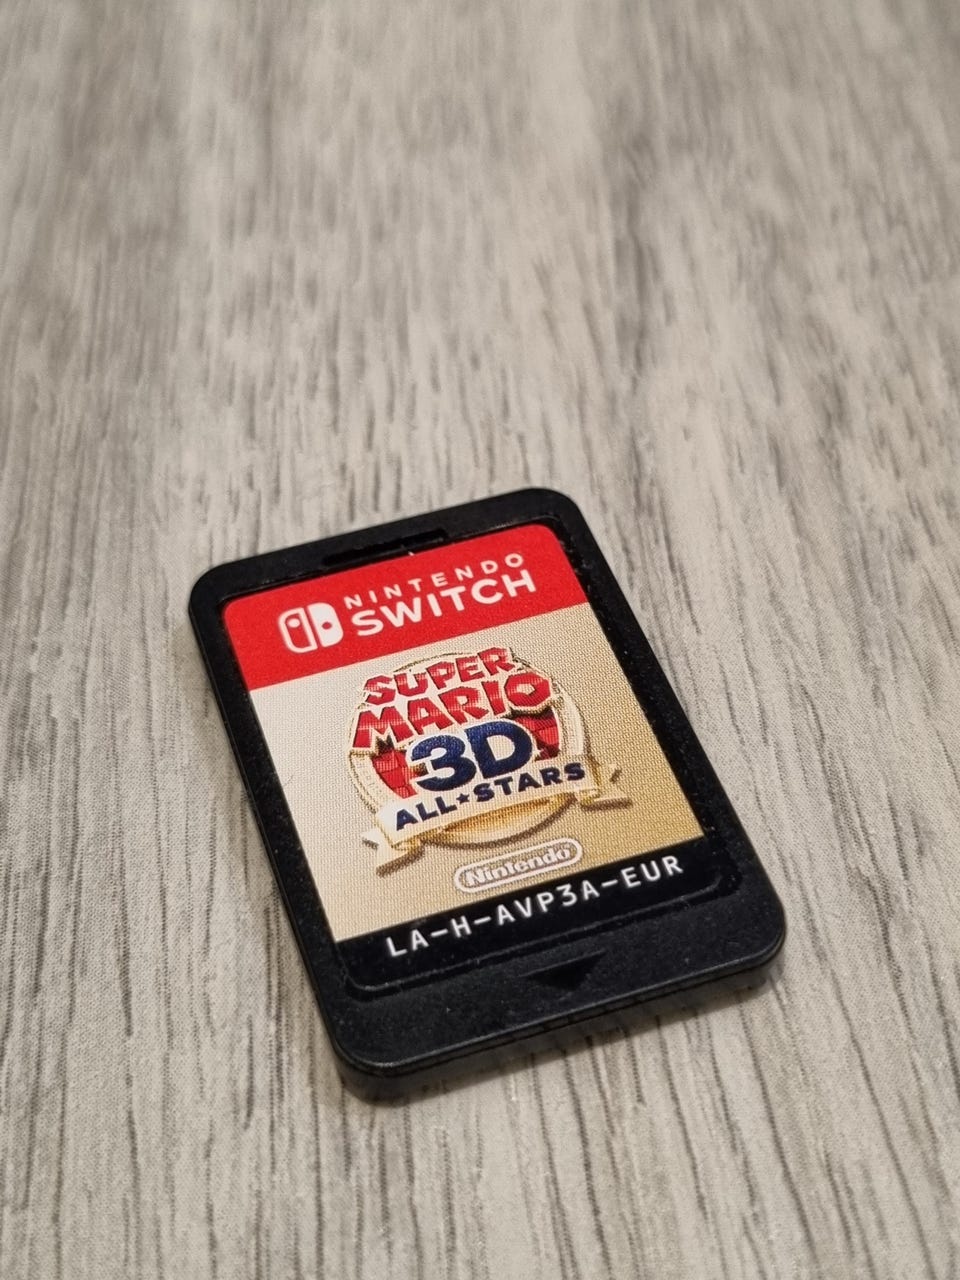 NINTENDO
SWITCH
SUPER
MARIO
3D
ALL★STARS
Nintendo
LA-H-AVP3A-EUR